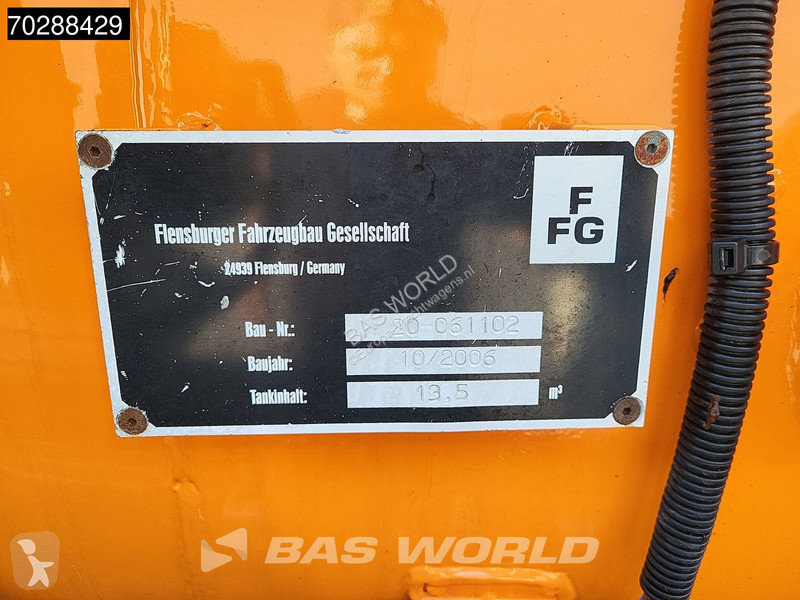 70288429
F
FG
Flensburger Fahrzeugbau Gesellschaft
24939 Flensburg / Germany
BAS WORLD
Bau - Nr.: 20-061102
Baujahr: 10/2006
Tankinhalt: 13,5 m³
BAS WORLD